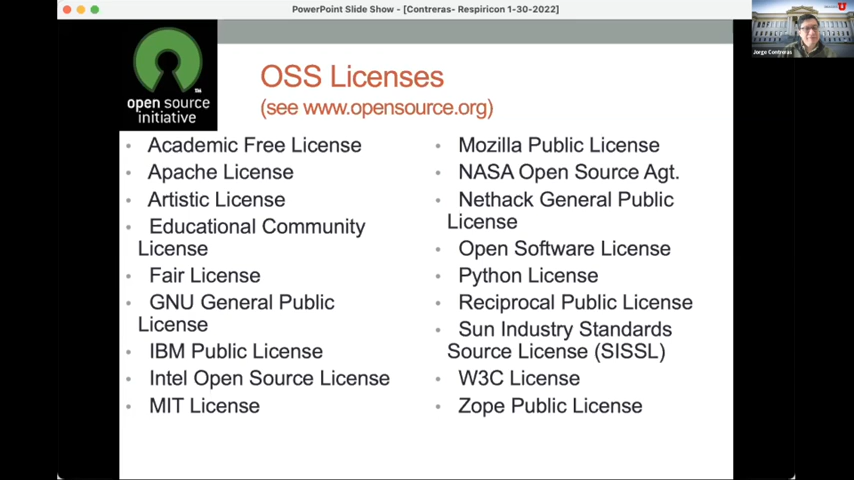 PowerPoint Slide Show - [Contreras- Respiricon 1-30-2022]
Jorge Contreras
open source
initiative
TM
OSS Licenses
(see www.opensource.org)
• Academic Free License
• Apache License
• Artistic License
• Educational Community
License
• Fair License
• GNU General Public
License
• IBM Public License
• Intel Open Source License
• MIT License
• Mozilla Public License
• NASA Open Source Agt.
• Nethack General Public
License
• Open Software License
• Python License
• Reciprocal Public License
• Sun Industry Standards
Source License (SISSL)
• W3C License
• Zope Public License